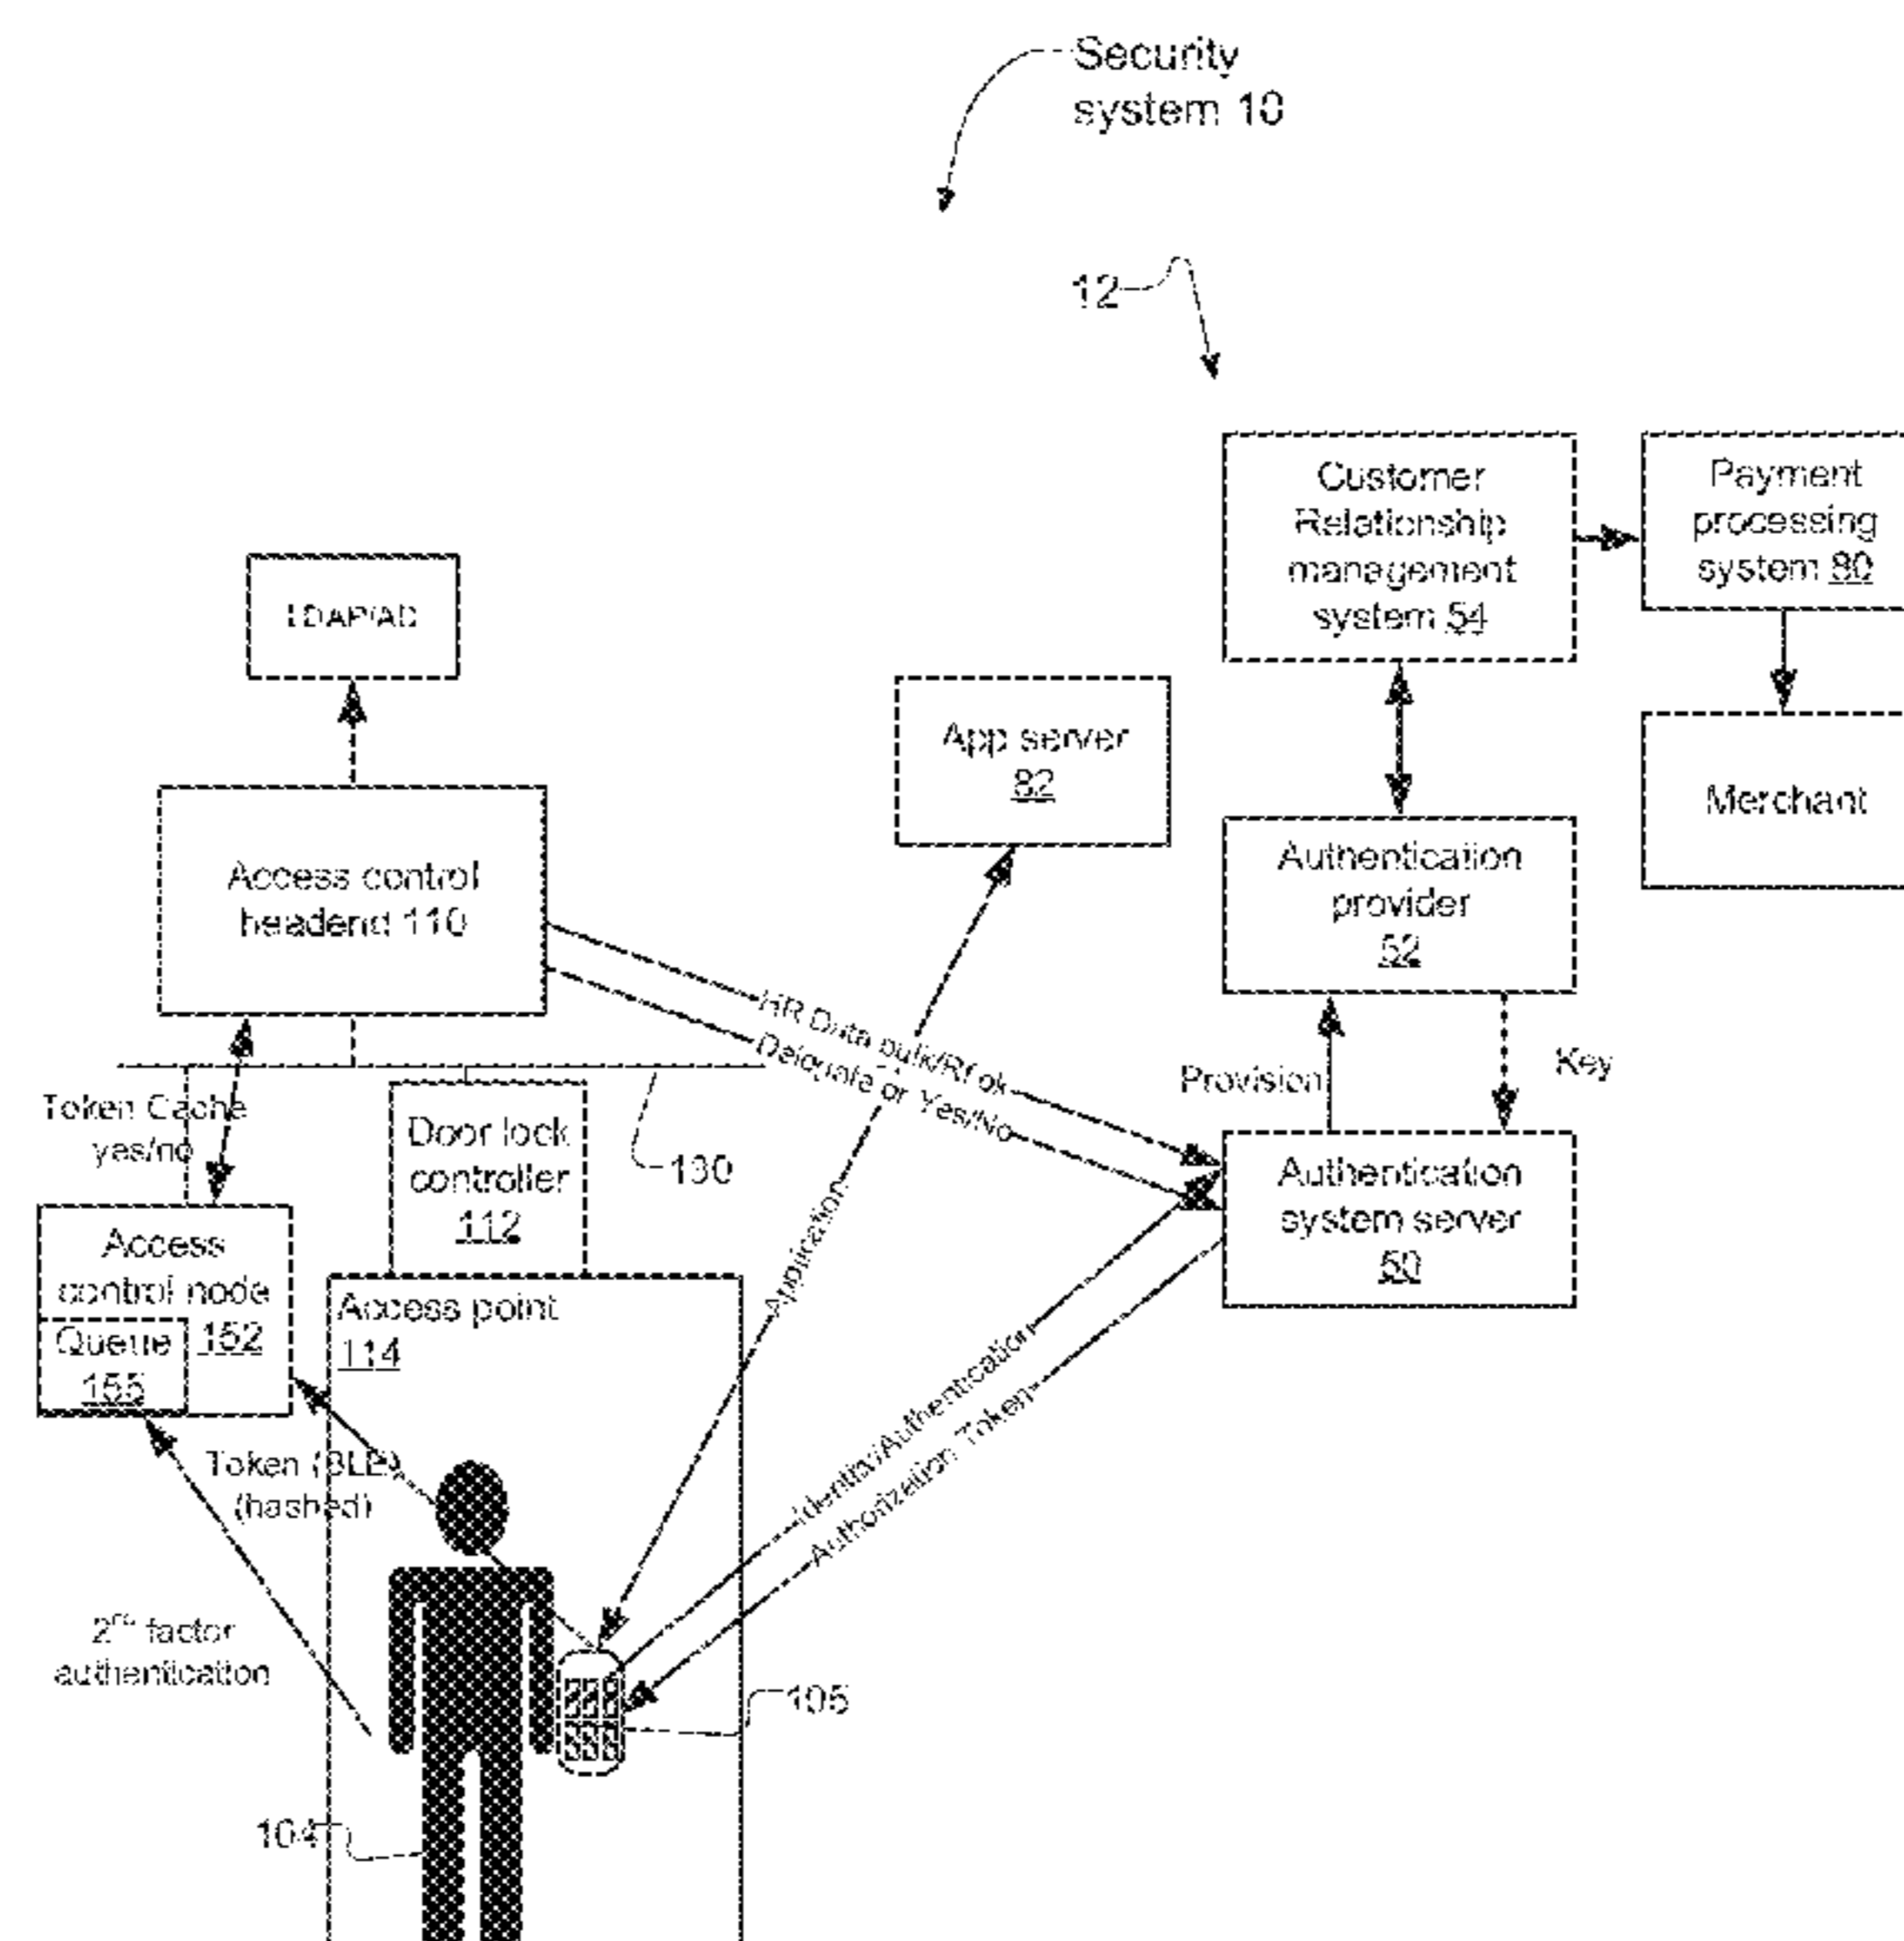 Security
system 10
12
Customer
Relationship
management
system 54
Payment
processing
system 80
LDAP/AD
App server
82
Merchant
Access control
headend 110
Authentication
provider
52
HR Data bulk/Rf ok
Delquate or Yes/No
Provision
Key
Token Cache
yes/no
Door lock
controller
112
130
Authentication
system server
50
Access
control node
152
Queue
155
Access point
114
Application
Identity/Authentication
Authorization Token
Token (BLE)
(hashed)
2nd factor
authentication
105
104